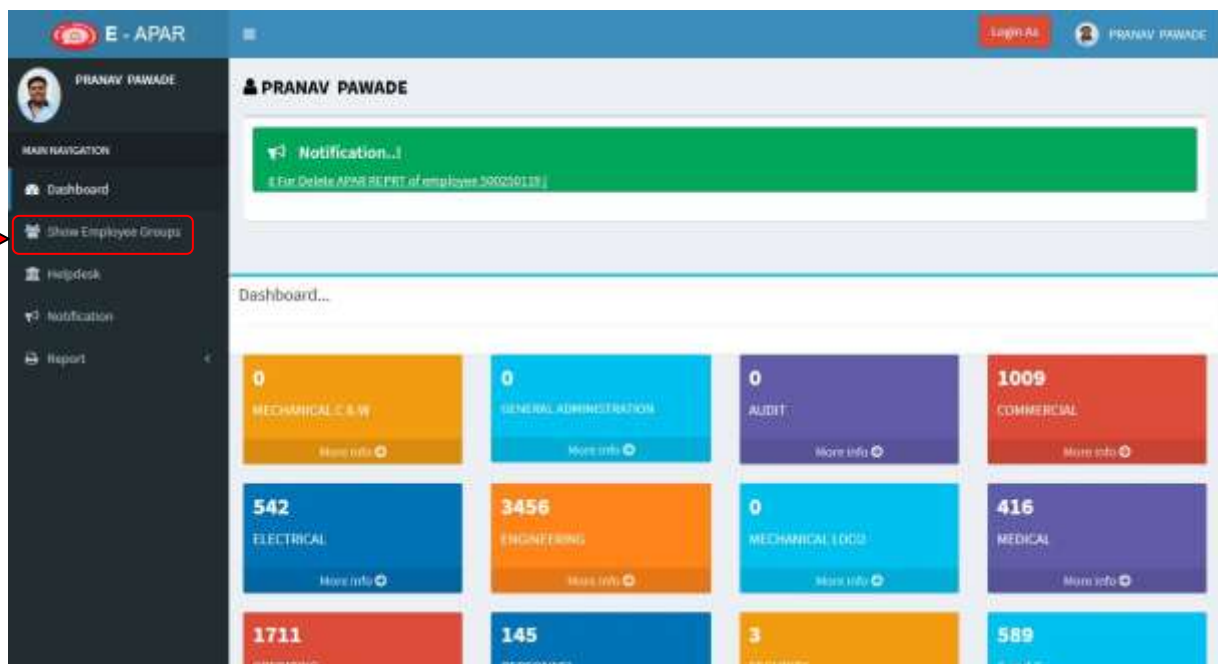 E - APAR
Login As
PRANAV PAWADE
PRANAV PAWADE
PRANAV PAWADE
MAIN NAVIGATION
Dashboard
Show Employee Groups
Helpdesk
Notification
Report
Notification..!
For Delete APAR REPRT of employee 50025011
Dashboard...
0
MECHANICAL C & W
More info
0
GENERAL ADMINISTRATION
More info
0
AUDIT
More info
1009
COMMERCIAL
More info
542
ELECTRICAL
More info
3456
ENGINEERING
More info
0
MECHANICAL LOCO
More info
416
MEDICAL
More info
1711
145
PERSONNEL
3
589